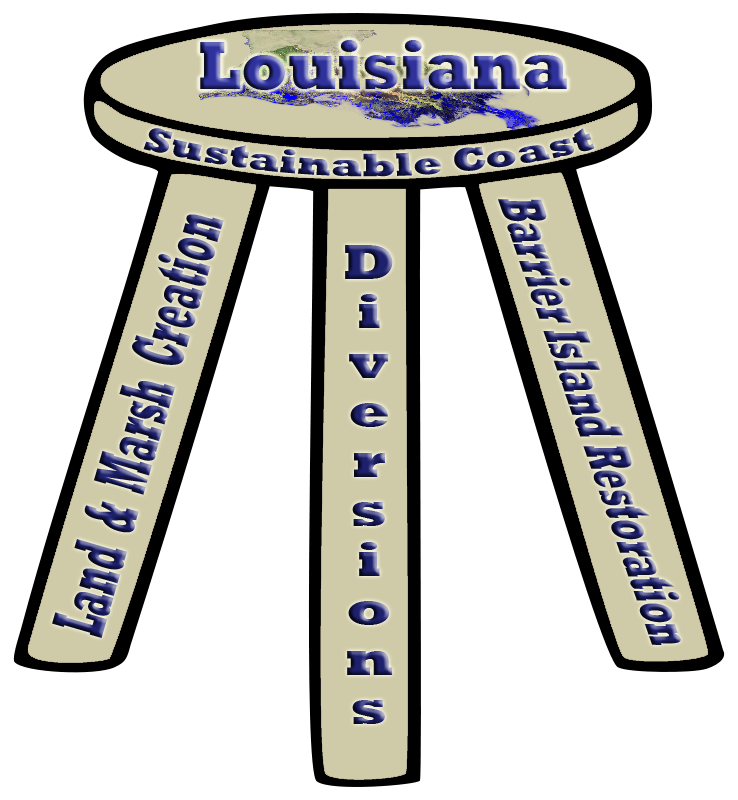 Louisiana
Sustainable Coast
Land & Marsh Creation
Diversions
Barrier Island Restoration